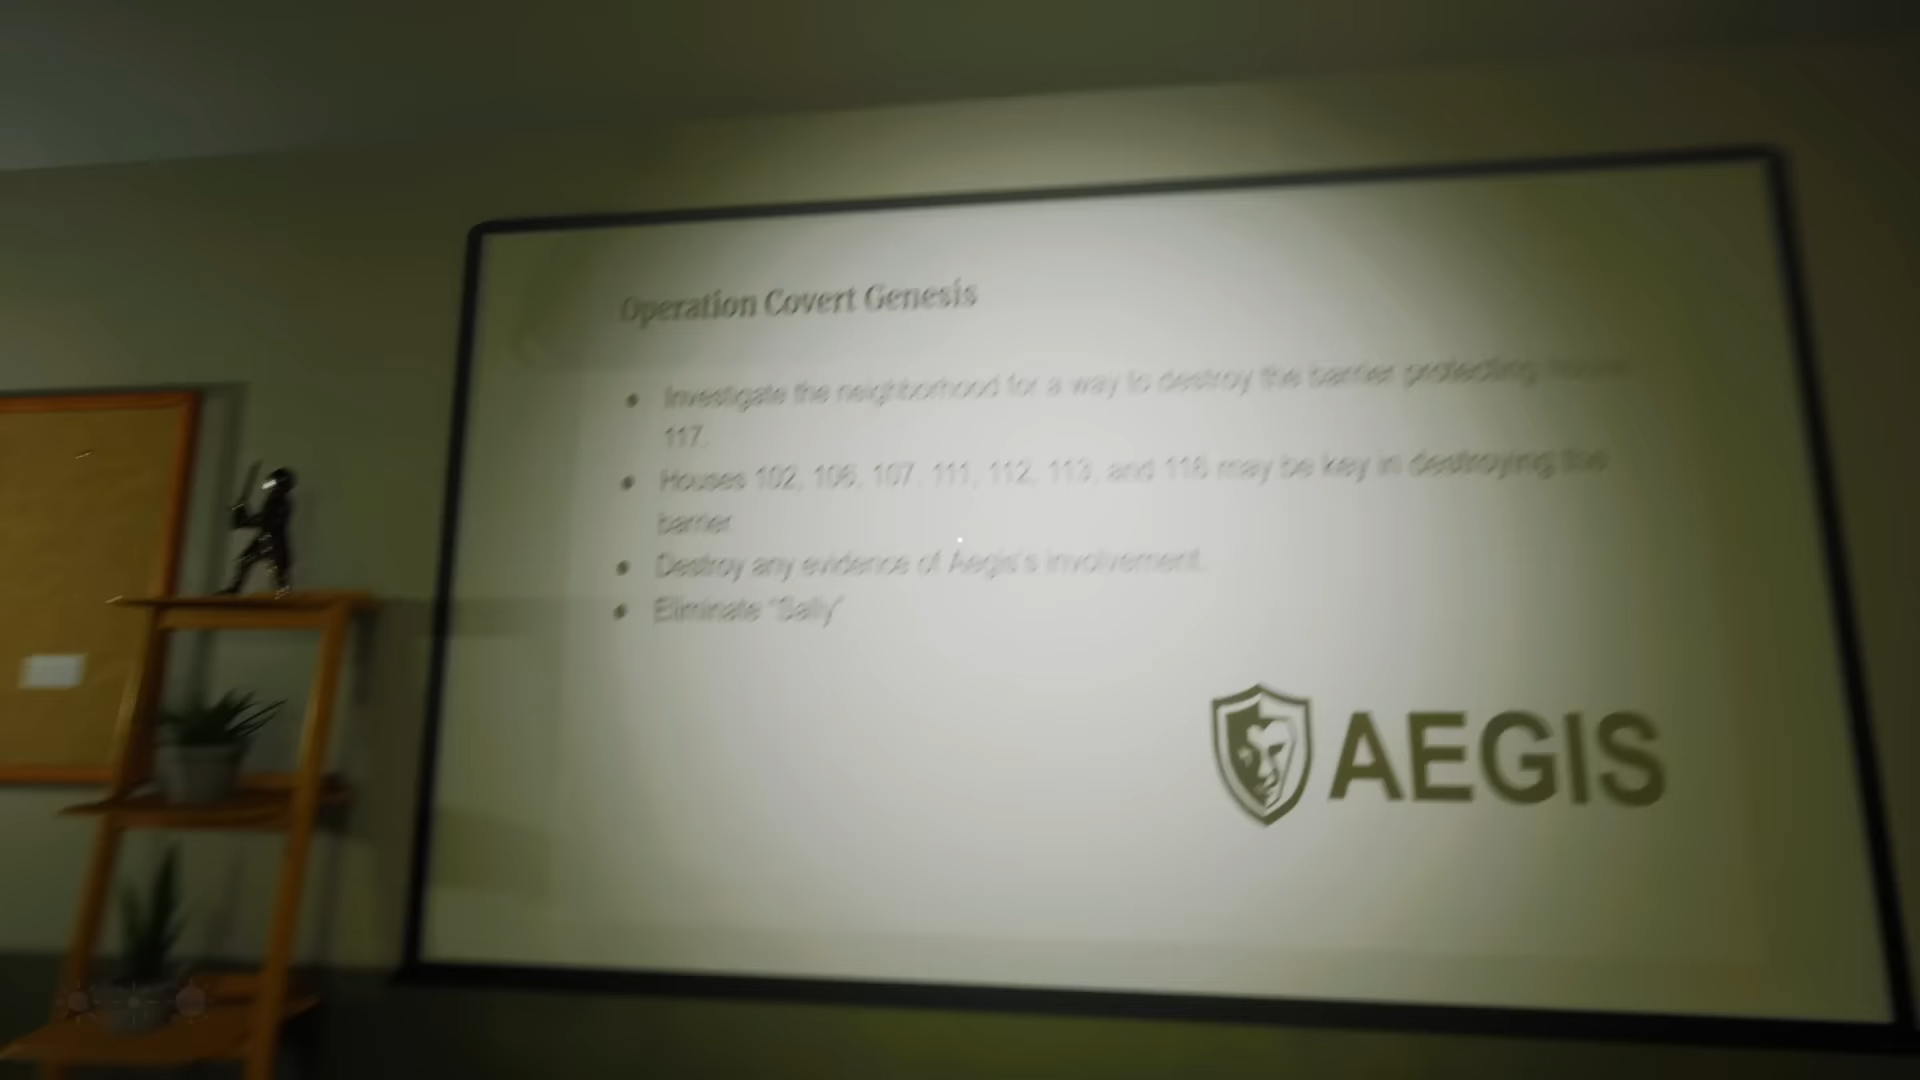 Operation Covert Genesis
• Investigate the neighborhood for a way to destroy the barrier protecting house
117.
• Houses 102, 106, 107, 111, 112, 113, and 118 may be key in destroying the
barrier.
• Destroy any evidence of Aegis's involvement.
• Eliminate "Sally"
AEGIS